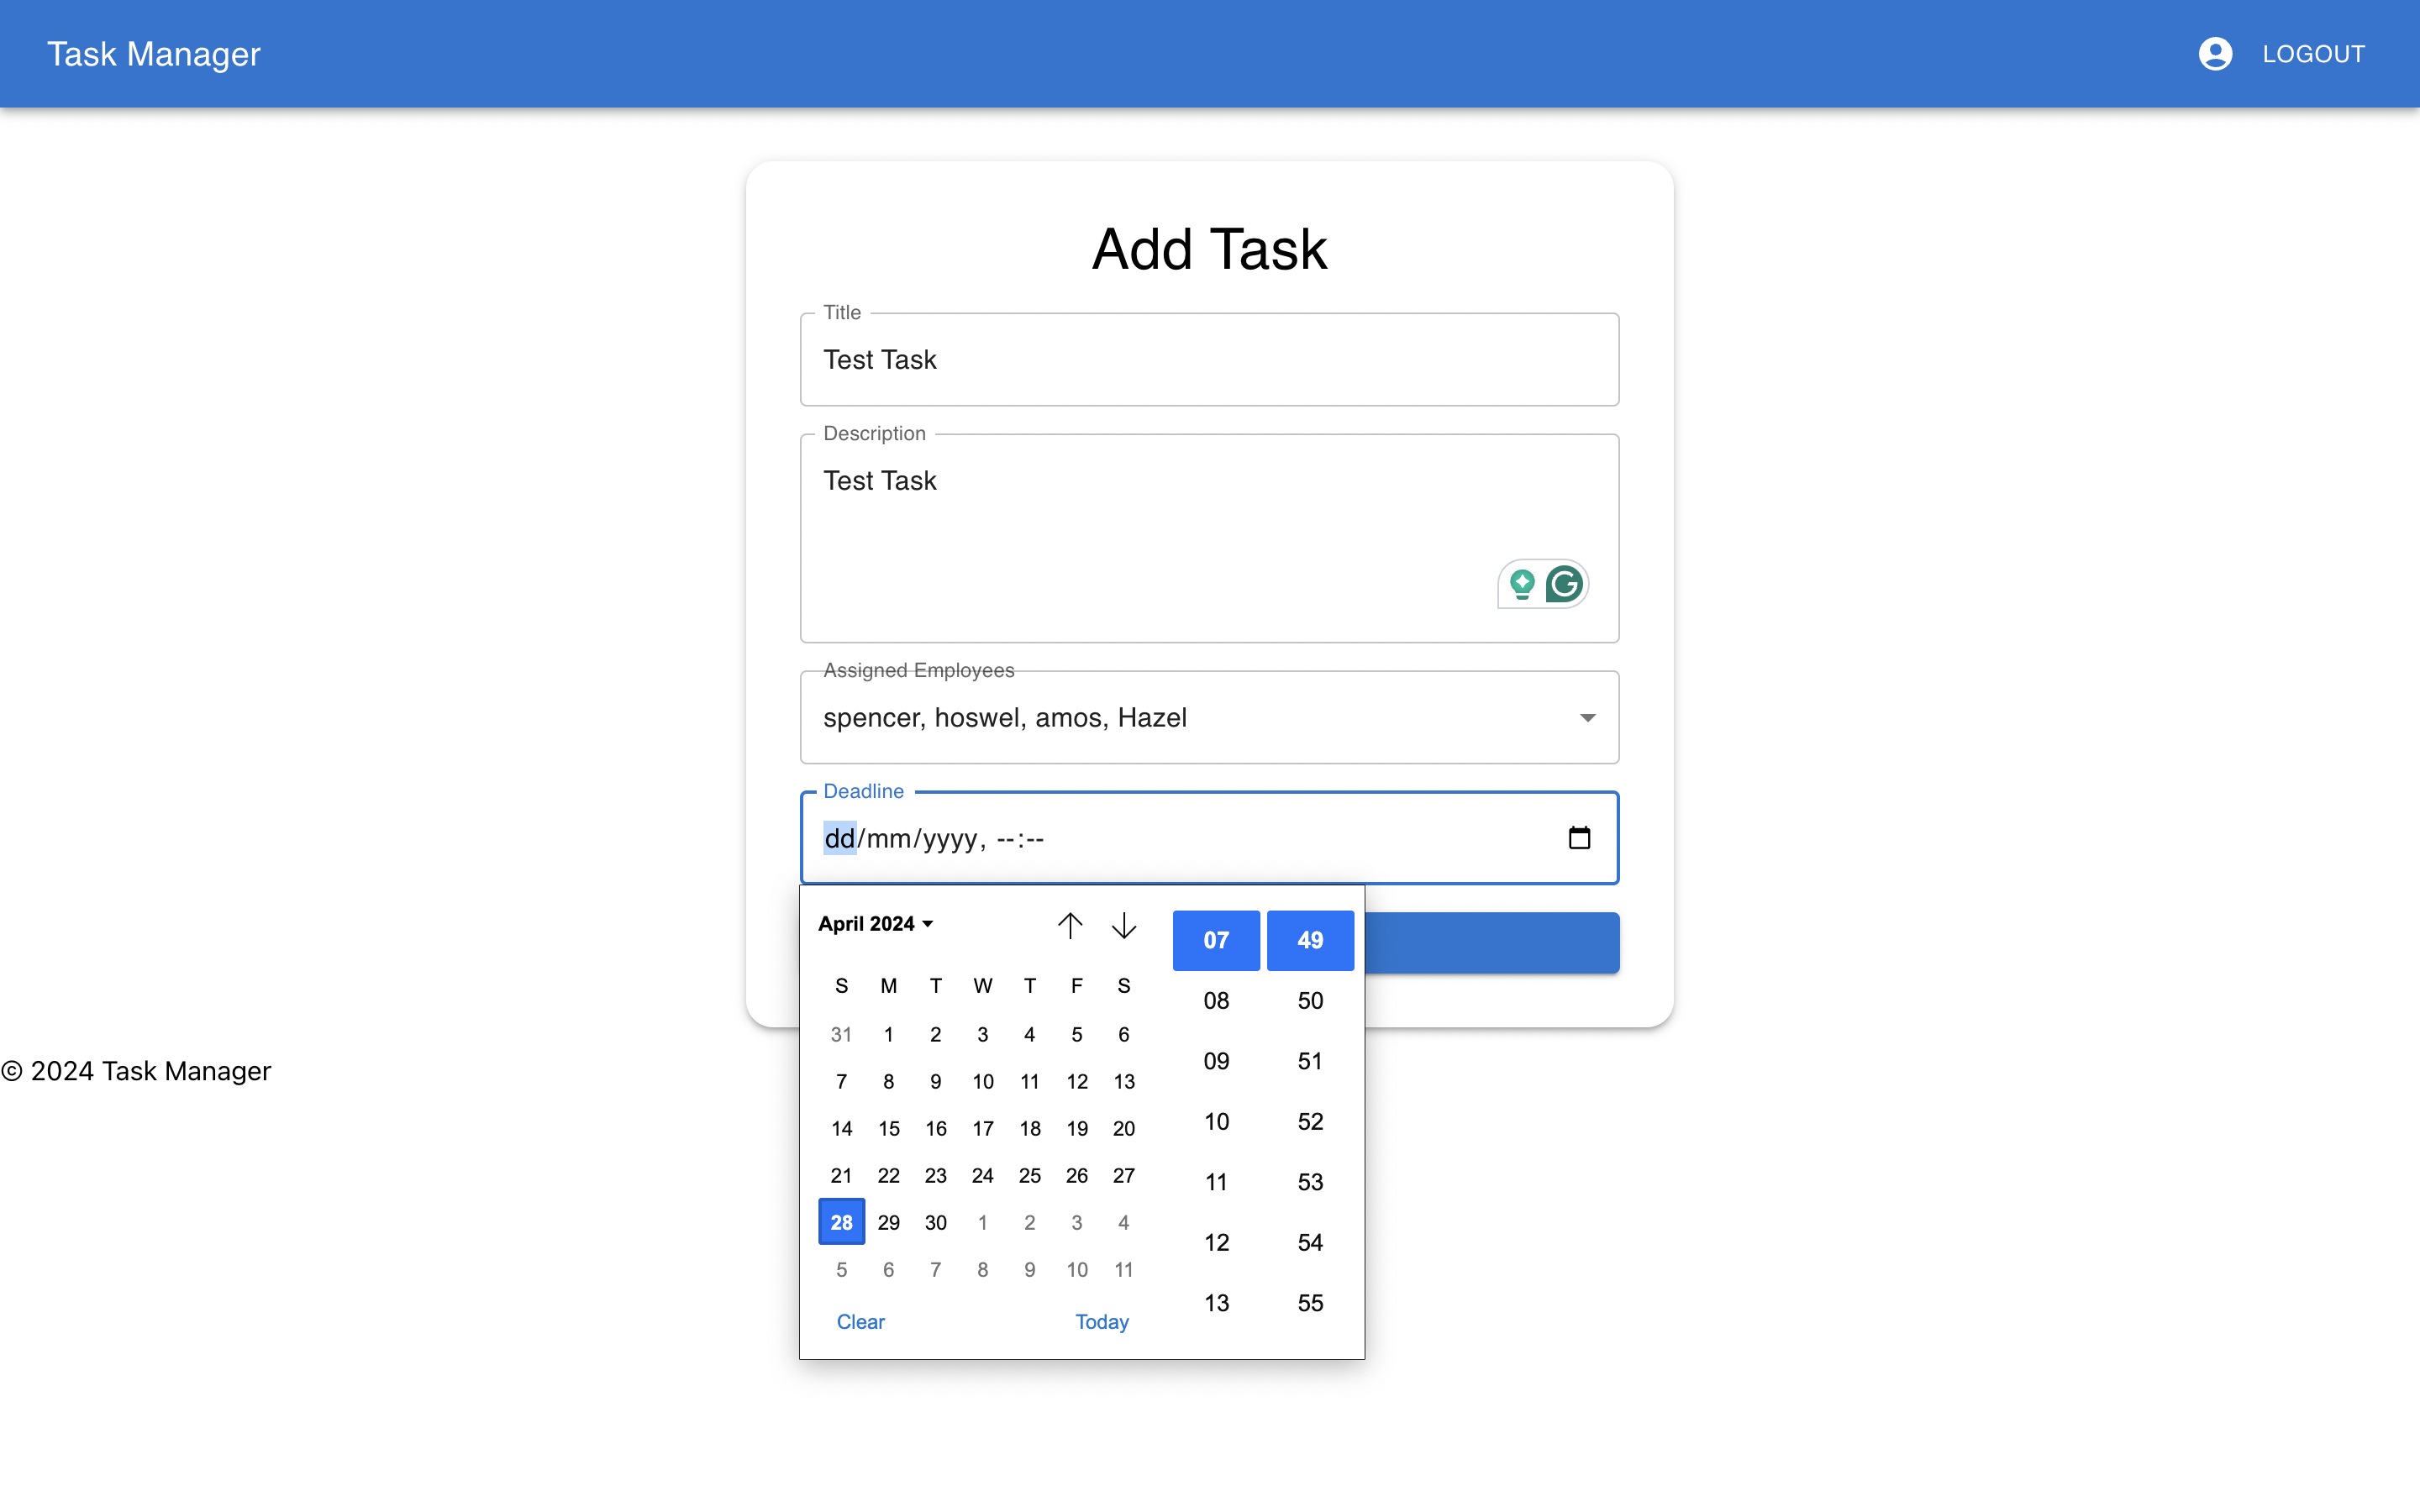 Task Manager
LOGOUT
Add Task
Title
Test Task
Description
Test Task
G
Assigned Employees
spencer, hoswel, amos, Hazel
Deadline
dd/mm/yyyy, --:--
April 2024
S M T W T F S
31 1 2 3 4 5 6
7 8 9 10 11 12 13
14 15 16 17 18 19 20
21 22 23 24 25 26 27
28 29 30 1 2 3 4
5 6 7 8 9 10 11
Clear Today
07 49
08 50
09 51
10 52
11 53
12 54
13 55
© 2024 Task Manager